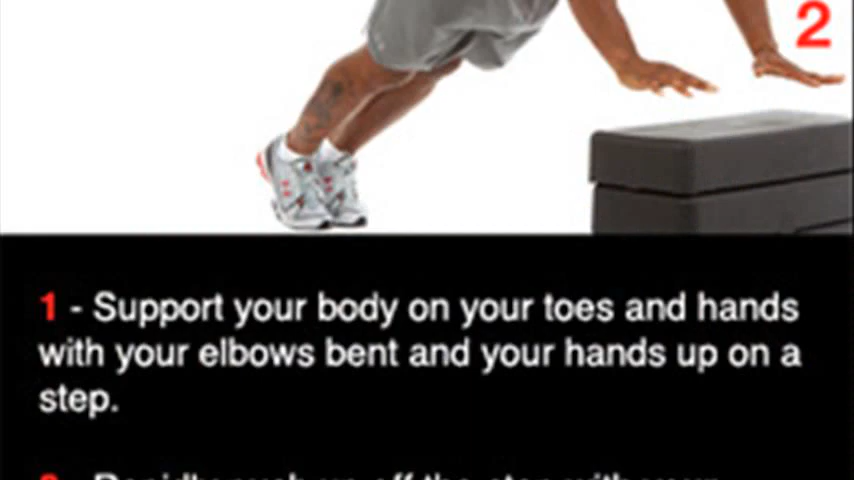 2
1 - Support your body on your toes and hands
with your elbows bent and your hands up on a
step.